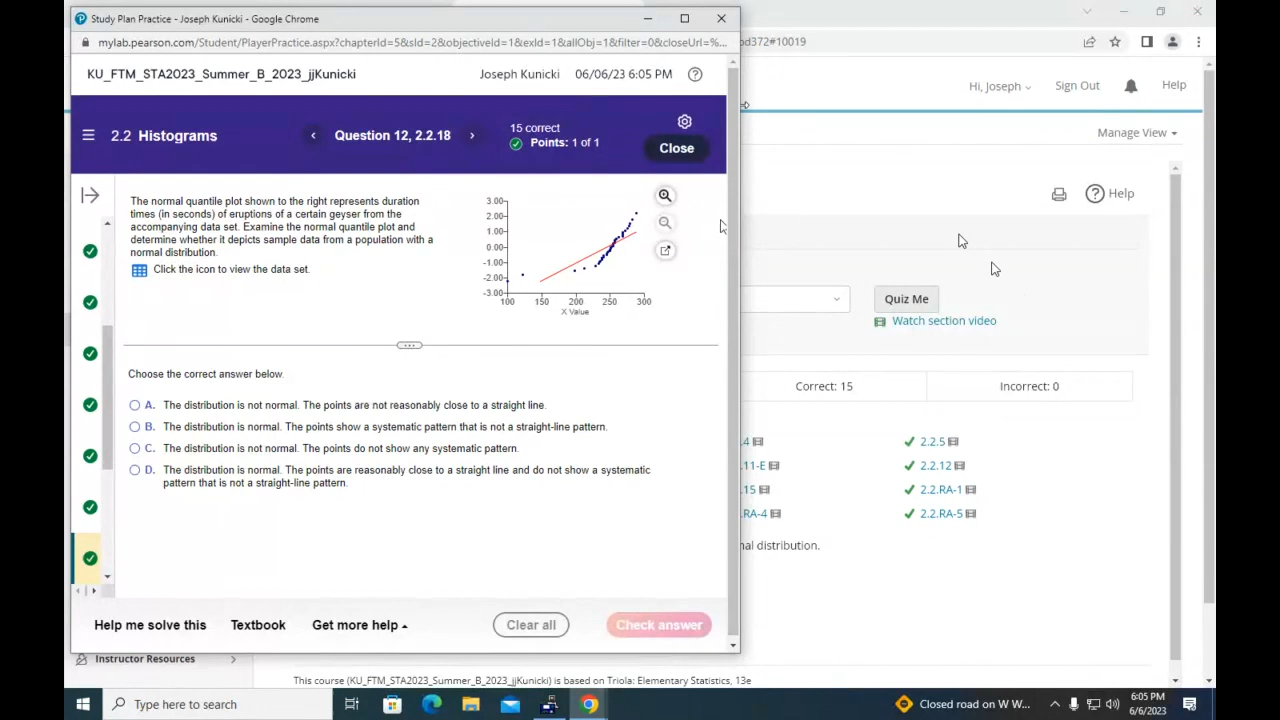 Study Plan Practice - Joseph Kunicki - Google Chrome
mylab.pearson.com/Student/PlayerPractice.aspx?chapterId=5&sId=2&objectiveId=1&exId=1&allObj=1&filter=0&closeUrl=%...
od372#10019
KU_FTM_STA2023_Summer_B_2023_jjKunicki
Joseph Kunicki
06/06/23 6:05 PM
Hi, Joseph
Sign Out
Help
2.2 Histograms
Question 12, 2.2.18
15 correct
Points: 1 of 1
Close
Manage View
Help
The normal quantile plot shown to the right represents duration
times (in seconds) of eruptions of a certain geyser from the
accompanying data set. Examine the normal quantile plot and
determine whether it depicts sample data from a population with a
normal distribution.
Click the icon to view the data set.
3.00
2.00
1.00
0.00
-1.00
-2.00
-3.00
100 150 200 250 300
X Value
Quiz Me
Watch section video
Choose the correct answer below.
A. The distribution is not normal. The points are not reasonably close to a straight line.
B. The distribution is normal. The points show a systematic pattern that is not a straight-line pattern.
C. The distribution is not normal. The points do not show any systematic pattern.
D. The distribution is normal. The points are reasonably close to a straight line and do not show a systematic
pattern that is not a straight-line pattern.
Correct: 15
Incorrect: 0
.4
2.2.5
11-E
2.2.12
.15
2.2.RA-1
RA-4
2.2.RA-5
nal distribution.
Help me solve this
Textbook
Get more help
Clear all
Check answer
Instructor Resources
This course (KU_FTM_STA2023_Summer_B_2023_jjKunicki) is based on Triola: Elementary Statistics, 13e
Type here to search
Closed road on W W...
6:05 PM
6/6/2023